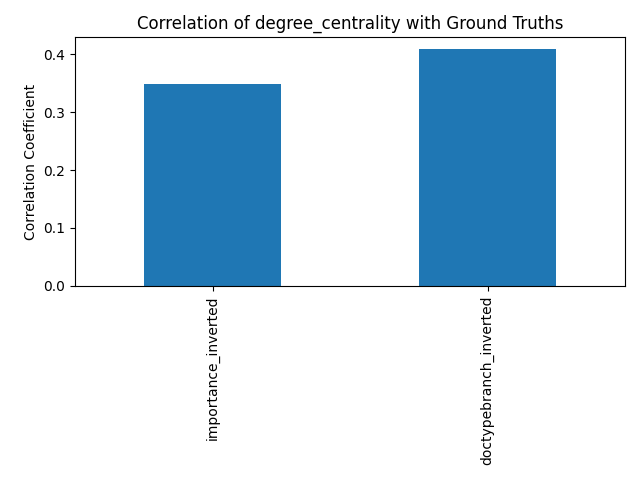 Correlation of degree_centrality with Ground Truths
Correlation Coefficient
0.4
0.3
0.2
0.1
0.0
importance_inverted
doctypebranch_inverted